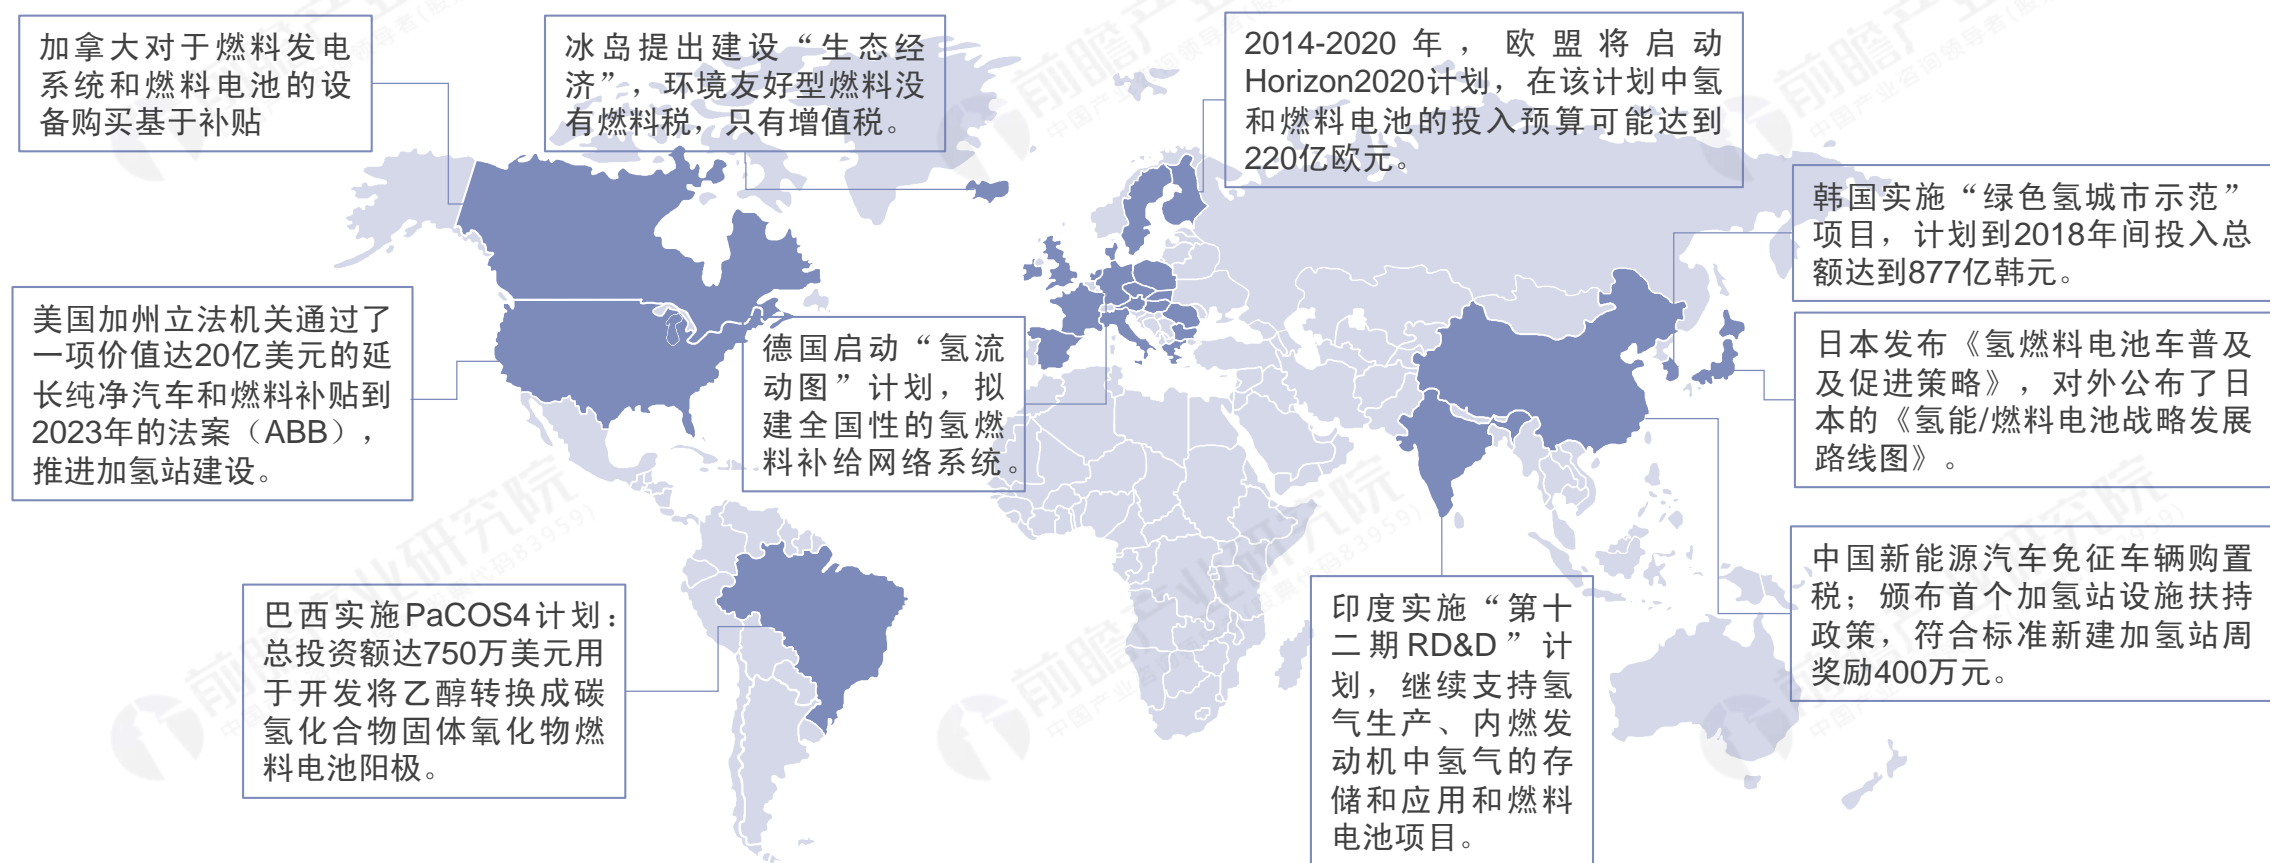 加拿大对于燃料发电
系统和燃料电池的设
备购买基于补贴
冰岛提出建设“生态经
济”，环境友好型燃料没
有燃料税，只有增值税。
2014-2020年，欧盟将启动
Horizon2020计划，在该计划中氢
和燃料电池的投入预算可能达到
220亿欧元。
韩国实施“绿色氢城市示范”
项目，计划到2018年间投入总
额达到877亿韩元。
美国加州立法机关通过了
一项价值达20亿美元的延
长纯净汽车和燃料补贴到
2023年的法案（ABB），
推进加氢站建设。
德国启动“氢流
动图”计划，拟
建全国性的氢燃
料补给网络系统。
日本发布《氢燃料电池车普及
及促进策略》，对外公布了日
本的《氢能/燃料电池战略发展
路线图》。
中国新能源汽车免征车辆购置
税；颁布首个加氢站设施扶持
政策，符合标准新建加氢站周
奖励400万元。
巴西实施PaCOS4计划：
总投资额达750万美元用
于开发将乙醇转换成碳
氢化合物固体氧化物燃
料电池阳极。
印度实施“第十
二期RD&D”计
划，继续支持氢
气生产、内燃发
动机中氢气的存
储和应用和燃料
电池项目。
前瞻产业研究院